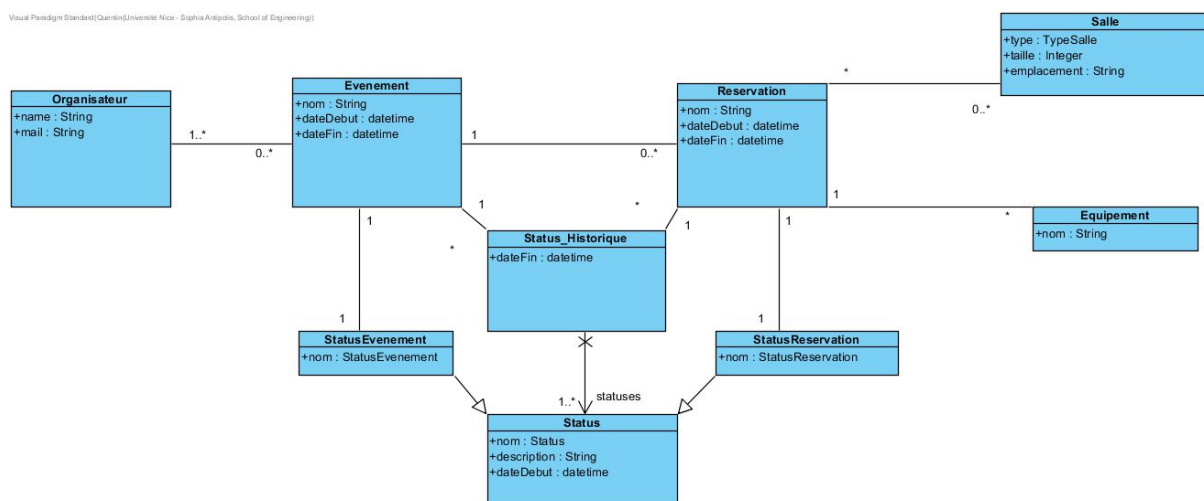 Visual Paradigm Standard(Quentin(Université Nice - Sophia Antipolis, School of Engineering))
Salle
+type : TypeSalle
+taille : Integer
+emplacement : String
*
0..*
Organisateur
+name : String
+mail : String
1..*
0..*
Evenement
+nom : String
+dateDebut : datetime
+dateFin : datetime
1
0..*
Reservation
+nom : String
+dateDebut : datetime
+dateFin : datetime
1
*
Equipement
+nom : String
1
1
*
*
1
1
Status_Historique
+dateFin : datetime
1
1
StatusEvenement
+nom : StatusEvenement
StatusReservation
+nom : StatusReservation
1..*
statuses
Status
+nom : Status
+description : String
+dateDebut : datetime